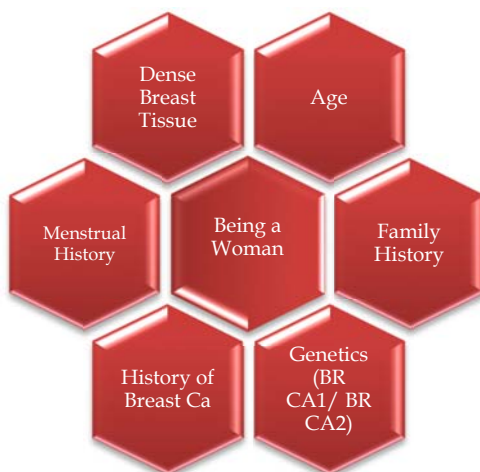 Dense
Breast
Tissue
Age
Menstrual
History
Being a
Woman
Family
History
History of
Breast Ca
Genetics
(BR
CA1/ BR
CA2)